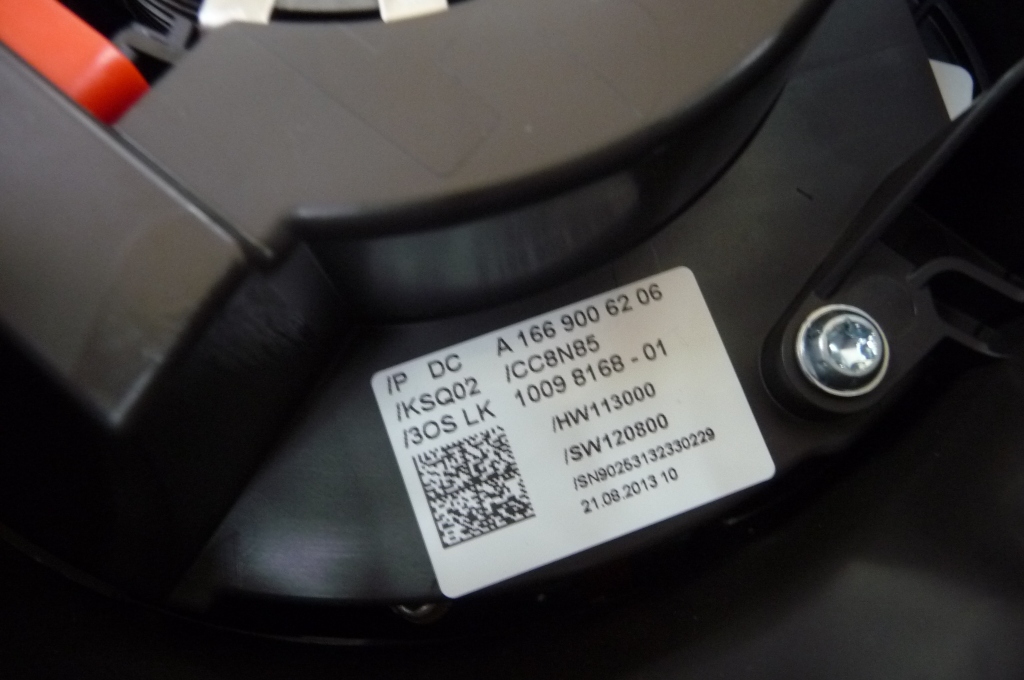 /P DC A 166 900 62 06
/KSQ02 /CC8N85
/3OS LK 1009 8168 - 01
/HW113000
/SW120800
/SN90253132330229
21.08.2013 10